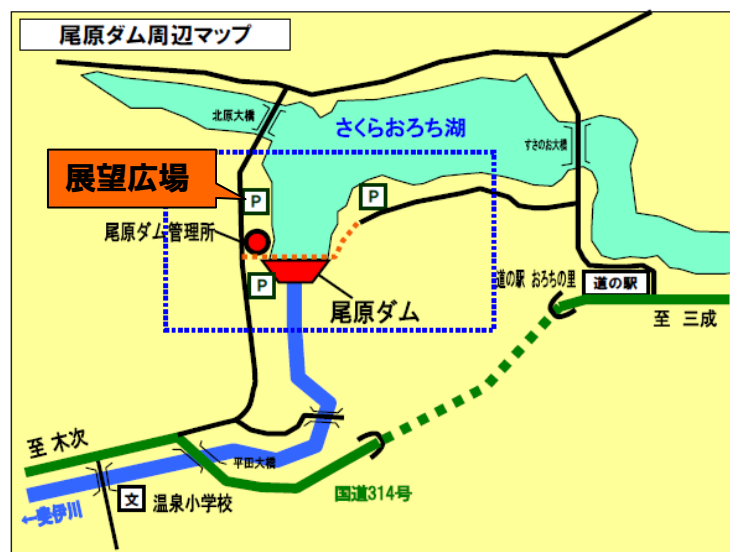 尾原ダム周辺マップ
北原大橋
さくらおろち湖
すさのお大橋
展望広場
P
P
尾原ダム管理所
P
尾原ダム
道の駅 おろちの里
道の駅
至 三成
至 木次
平田大橋
文
温泉小学校
国道314号
←斐伊川